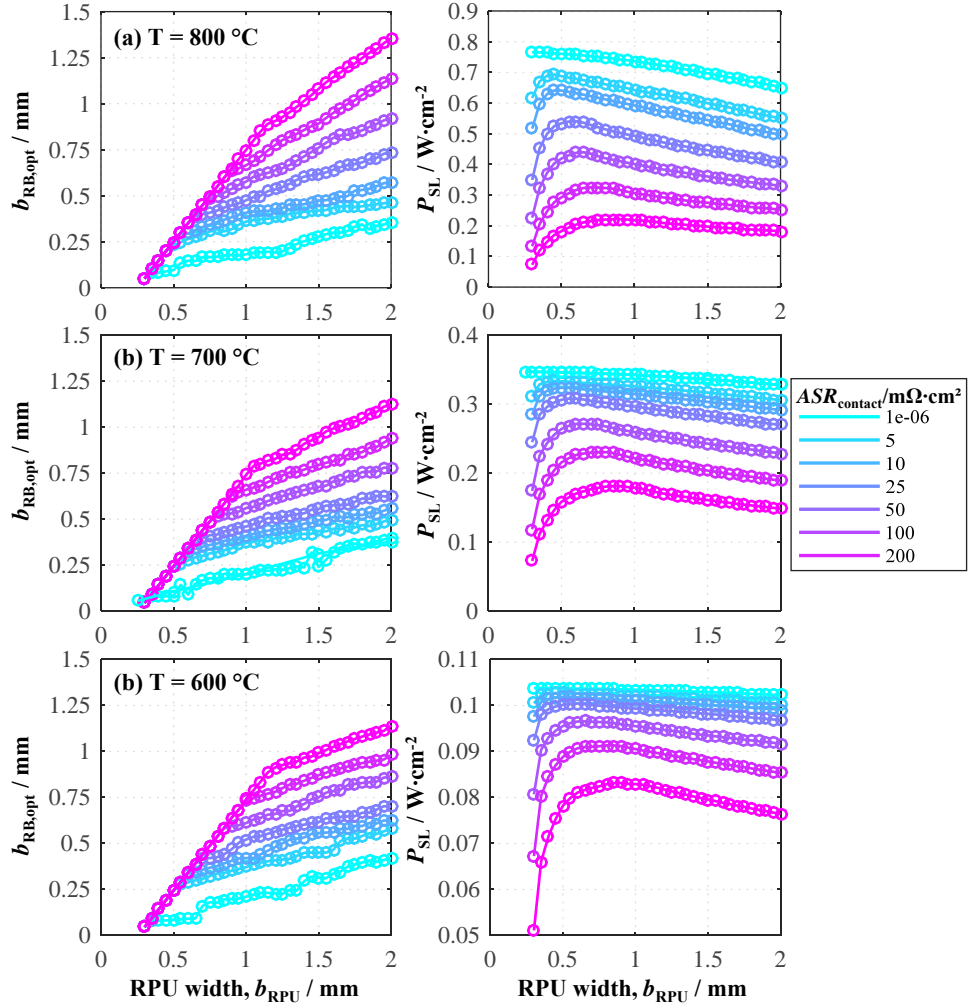 (a) T = 800 °C
1.5
1.25
1
0.75
0.5
0.25
0
b_RB,opt / mm
0.5 1 1.5 2
0.9
0.8
0.7
0.6
0.5
0.4
0.3
0.2
0.1
0
P_SL / W·cm⁻²
0 0.5 1 1.5 2
(b) T = 700 °C
1.5
1.25
1
0.75
0.5
0.25
0
b_RB,opt / mm
0.5 1 1.5 2
0.4
0.3
0.2
0.1
0
P_SL / W·cm⁻²
0 0.5 1 1.5 2
ASR_contact/mΩ·cm²
1e-06
5
10
25
50
100
200
(b) T = 600 °C
1.5
1.25
1
0.75
0.5
0.25
0
b_RB,opt / mm
0.5 1 1.5 2
RPU width, b_RPU / mm
0.11
0.1
0.09
0.08
0.07
0.06
0.05
P_SL / W·cm⁻²
0 0.5 1 1.5 2
RPU width, b_RPU / mm